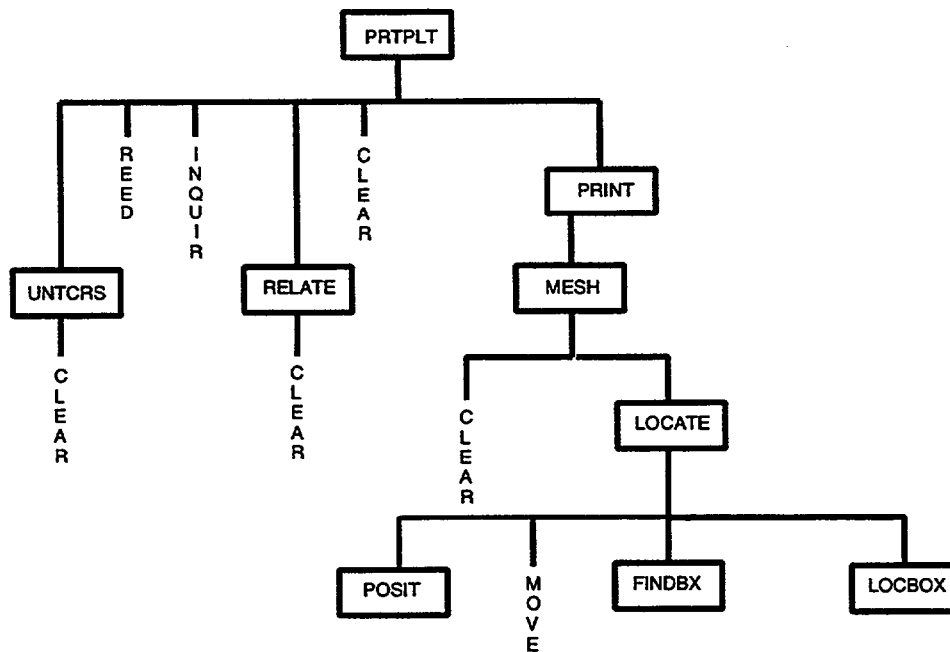 PRTPLT
REED
INQUIR
CLEAR
PRINT
UNTCRS
RELATE
MESH
CLEAR
CLEAR
CLEAR
LOCATE
POSIT
MOVE
FINDBX
LOCBOX